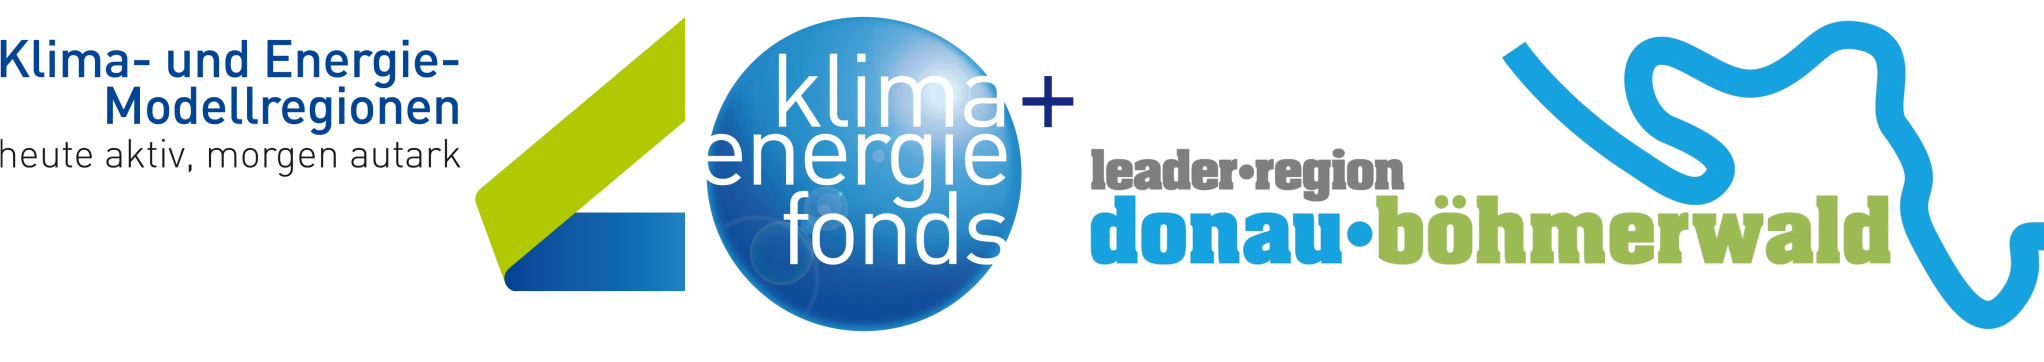 Klima- und Energie-
Modellregionen
heute aktiv, morgen autark
klima+
energie
fonds
leader•region
donau•böhmerwald